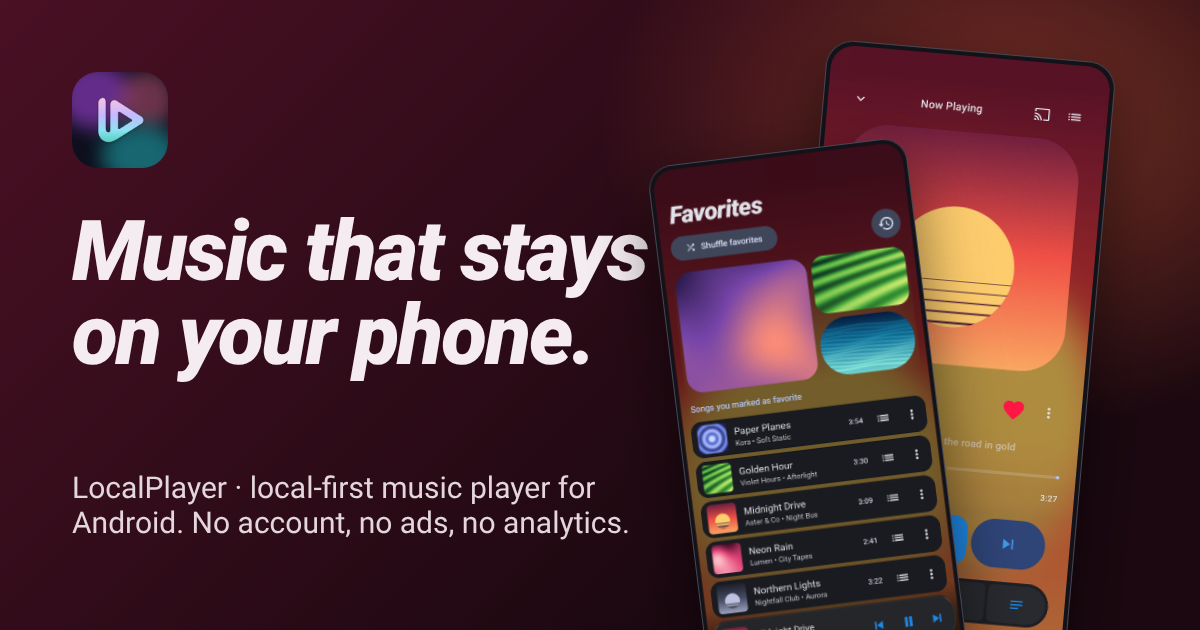 Music that stays
on your phone.
LocalPlayer · local-first music player for
Android. No account, no ads, no analytics.
Now Playing
Favorites
Shuffle favorites
Songs you marked as favorite
Paper Planes
Kora • Soft Static
3:54
Golden Hour
Violet Hours • Afterlight
3:30
Midnight Drive
Aster & Co • Night Bus
3:09
Neon Rain
Lumen • City Tapes
2:41
Northern Lights
Nightfall Club • Aurora
3:22
Drive
the road in gold
3:27